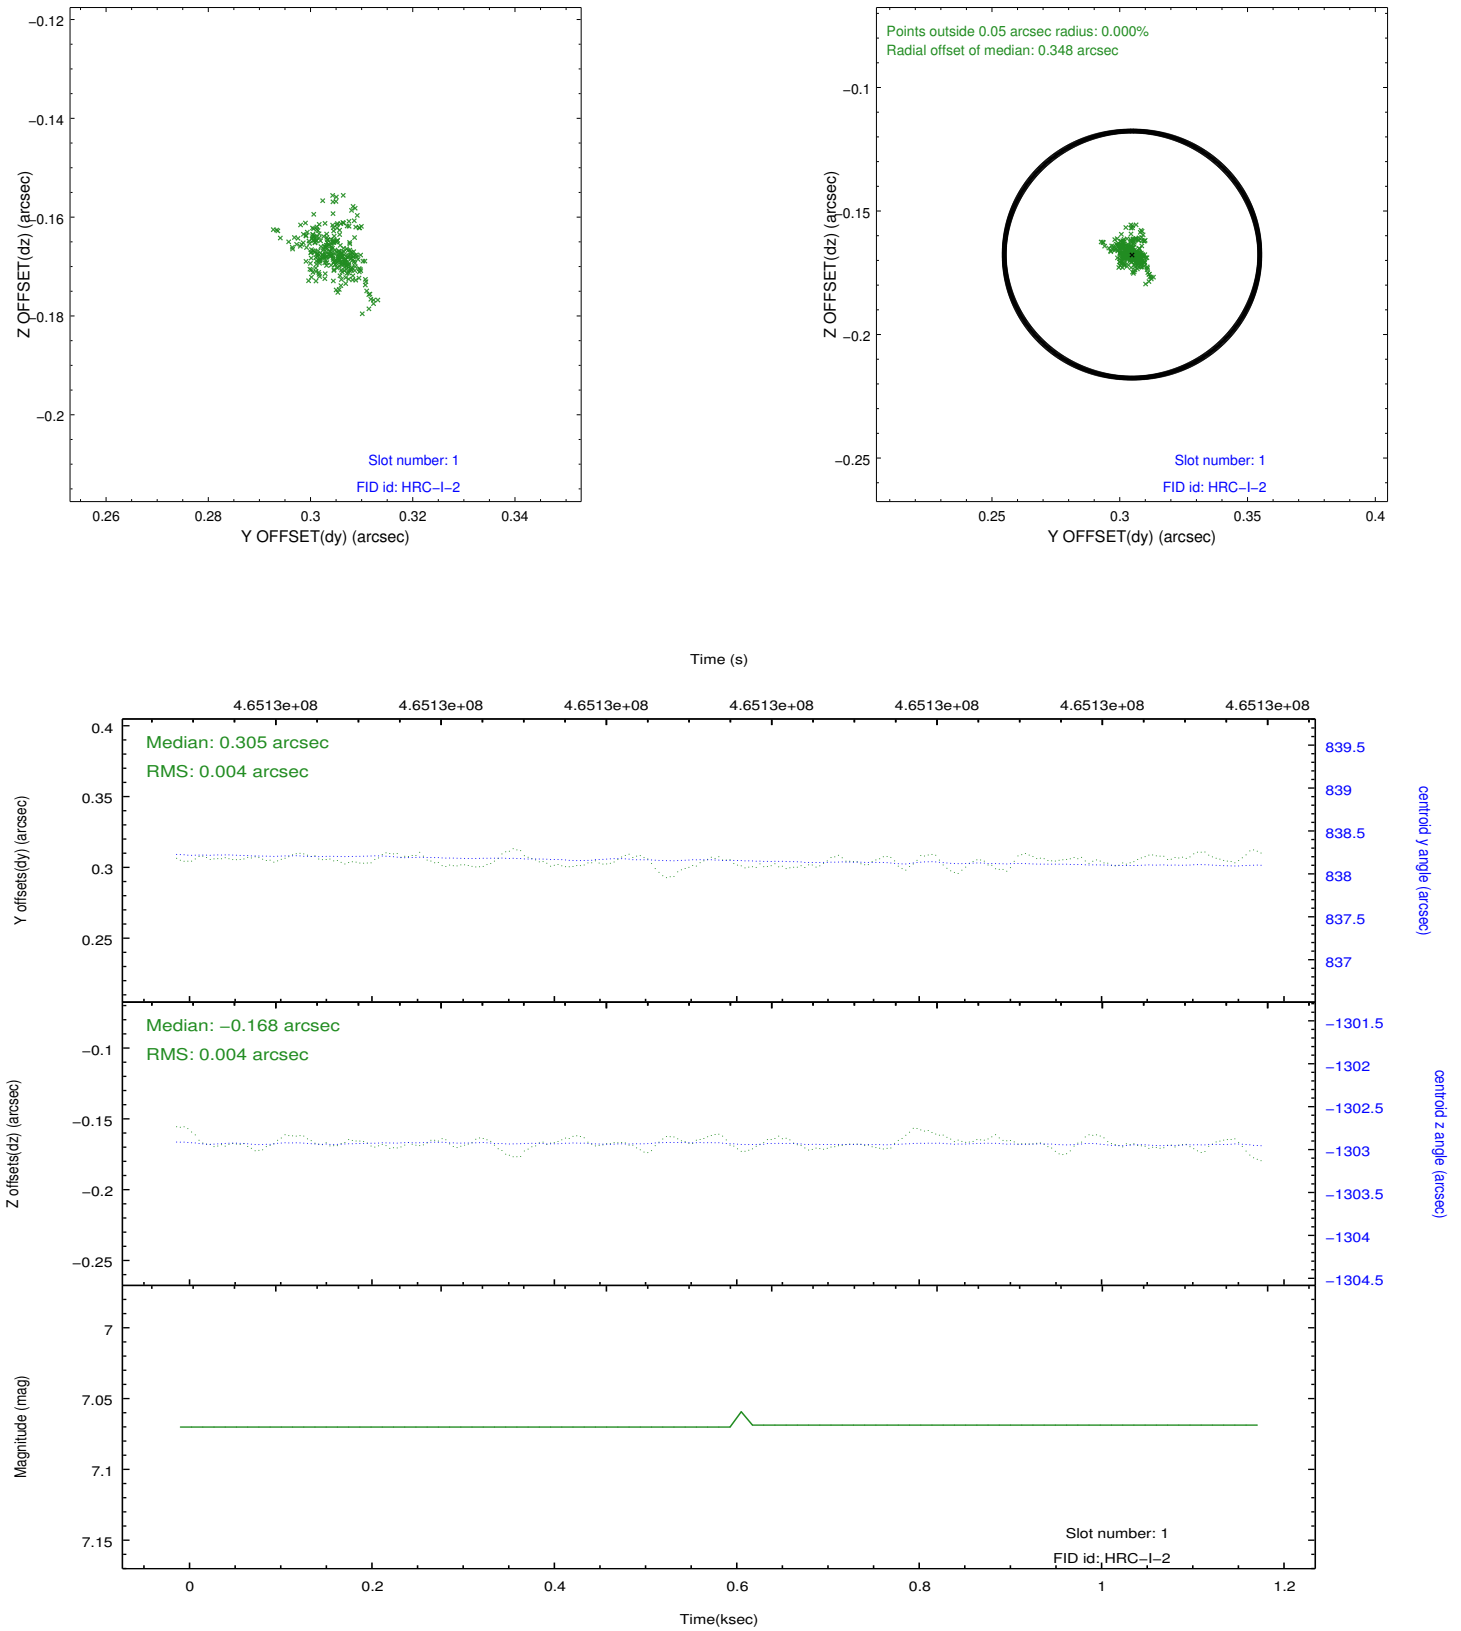 −0.12
−0.14
−0.16
−0.18
−0.2
Z OFFSET(dz) (arcsec)
Slot number: 1
FID id: HRC−I−2
0.26 0.28 0.3 0.32 0.34
Y OFFSET(dy) (arcsec)
Points outside 0.05 arcsec radius: 0.000%
Radial offset of median: 0.348 arcsec
−0.1
−0.15
−0.2
−0.25
Z OFFSET(dz) (arcsec)
Slot number: 1
FID id: HRC−I−2
0.25 0.3 0.35 0.4
Y OFFSET(dy) (arcsec)
Time (s)
4.6513e+08 4.6513e+08 4.6513e+08 4.6513e+08 4.6513e+08 4.6513e+08 4.6513e+08
Median: 0.305 arcsec
RMS: 0.004 arcsec
0.4
0.35
0.3
0.25
Y offsets(dy) (arcsec)
839.5
839
838.5
838
837.5
837
centroid y angle (arcsec)
Median: −0.168 arcsec
RMS: 0.004 arcsec
−0.1
−0.15
−0.2
−0.25
Z offsets(dz) (arcsec)
−1301.5
−1302
−1302.5
−1303
−1303.5
−1304
−1304.5
centroid z angle (arcsec)
7
7.05
7.1
7.15
Magnitude (mag)
Slot number: 1
FID id: HRC−I−2
0 0.2 0.4 0.6 0.8 1 1.2
Time(ksec)